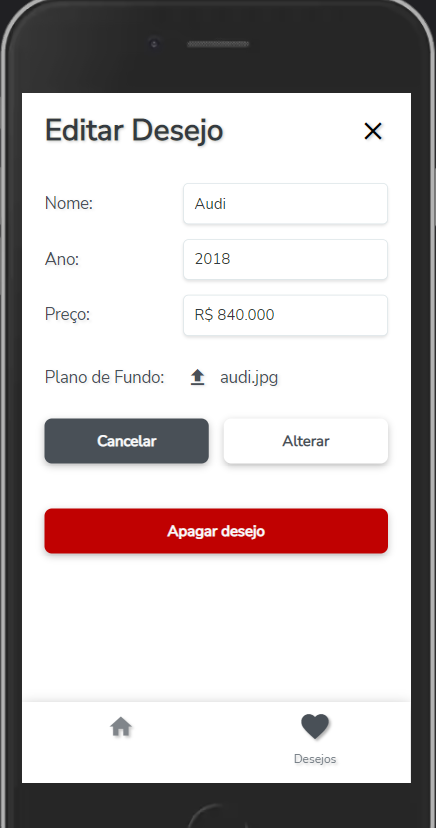 Editar Desejo
Nome: Audi
Ano: 2018
Preço: R$ 840.000
Plano de Fundo: audi.jpg
Cancelar Alterar
Apagar desejo
Desejos